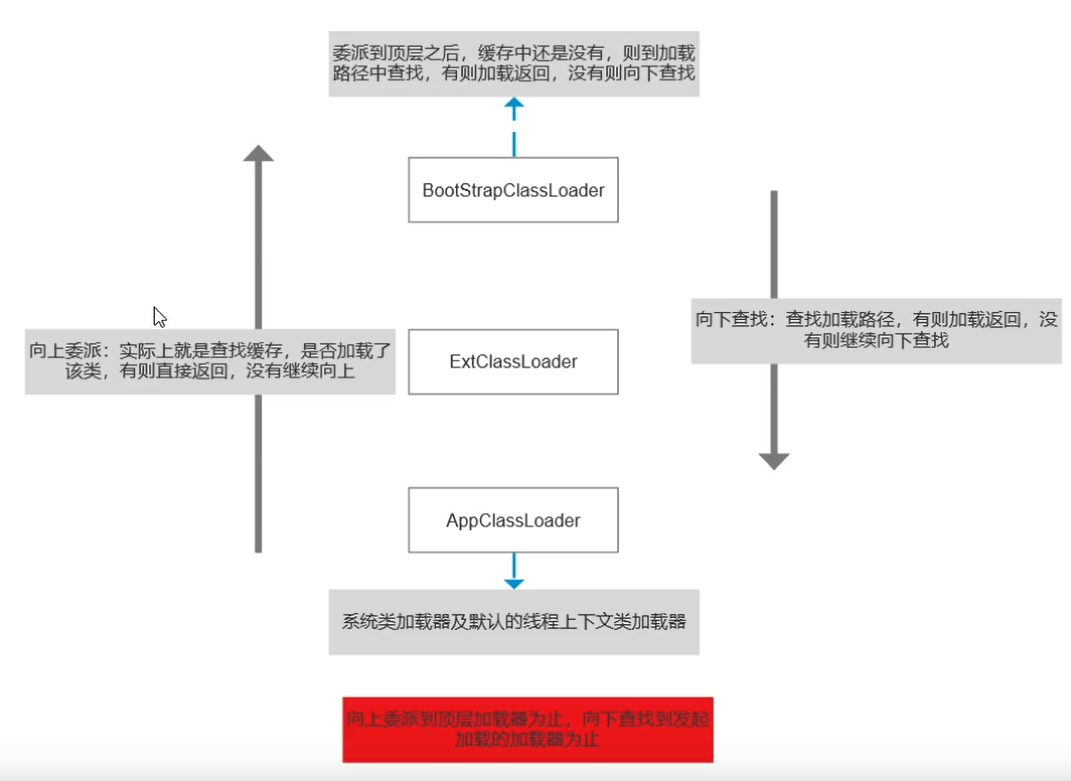 委派到顶层之后，缓存中还是没有，则到加载
路径中查找，有则加载返回，没有则向下查找
BootStrapClassLoader
向下查找：查找加载路径，有则加载返回，没
有则继续向下查找
向上委派：实际上就是查找缓存，是否加载了
该类，有则直接返回，没有继续向上
ExtClassLoader
AppClassLoader
系统类加载器及默认的线程上下文类加载器
向上委派到顶层加载器为止，向下查找到发起
加载的加载器为止